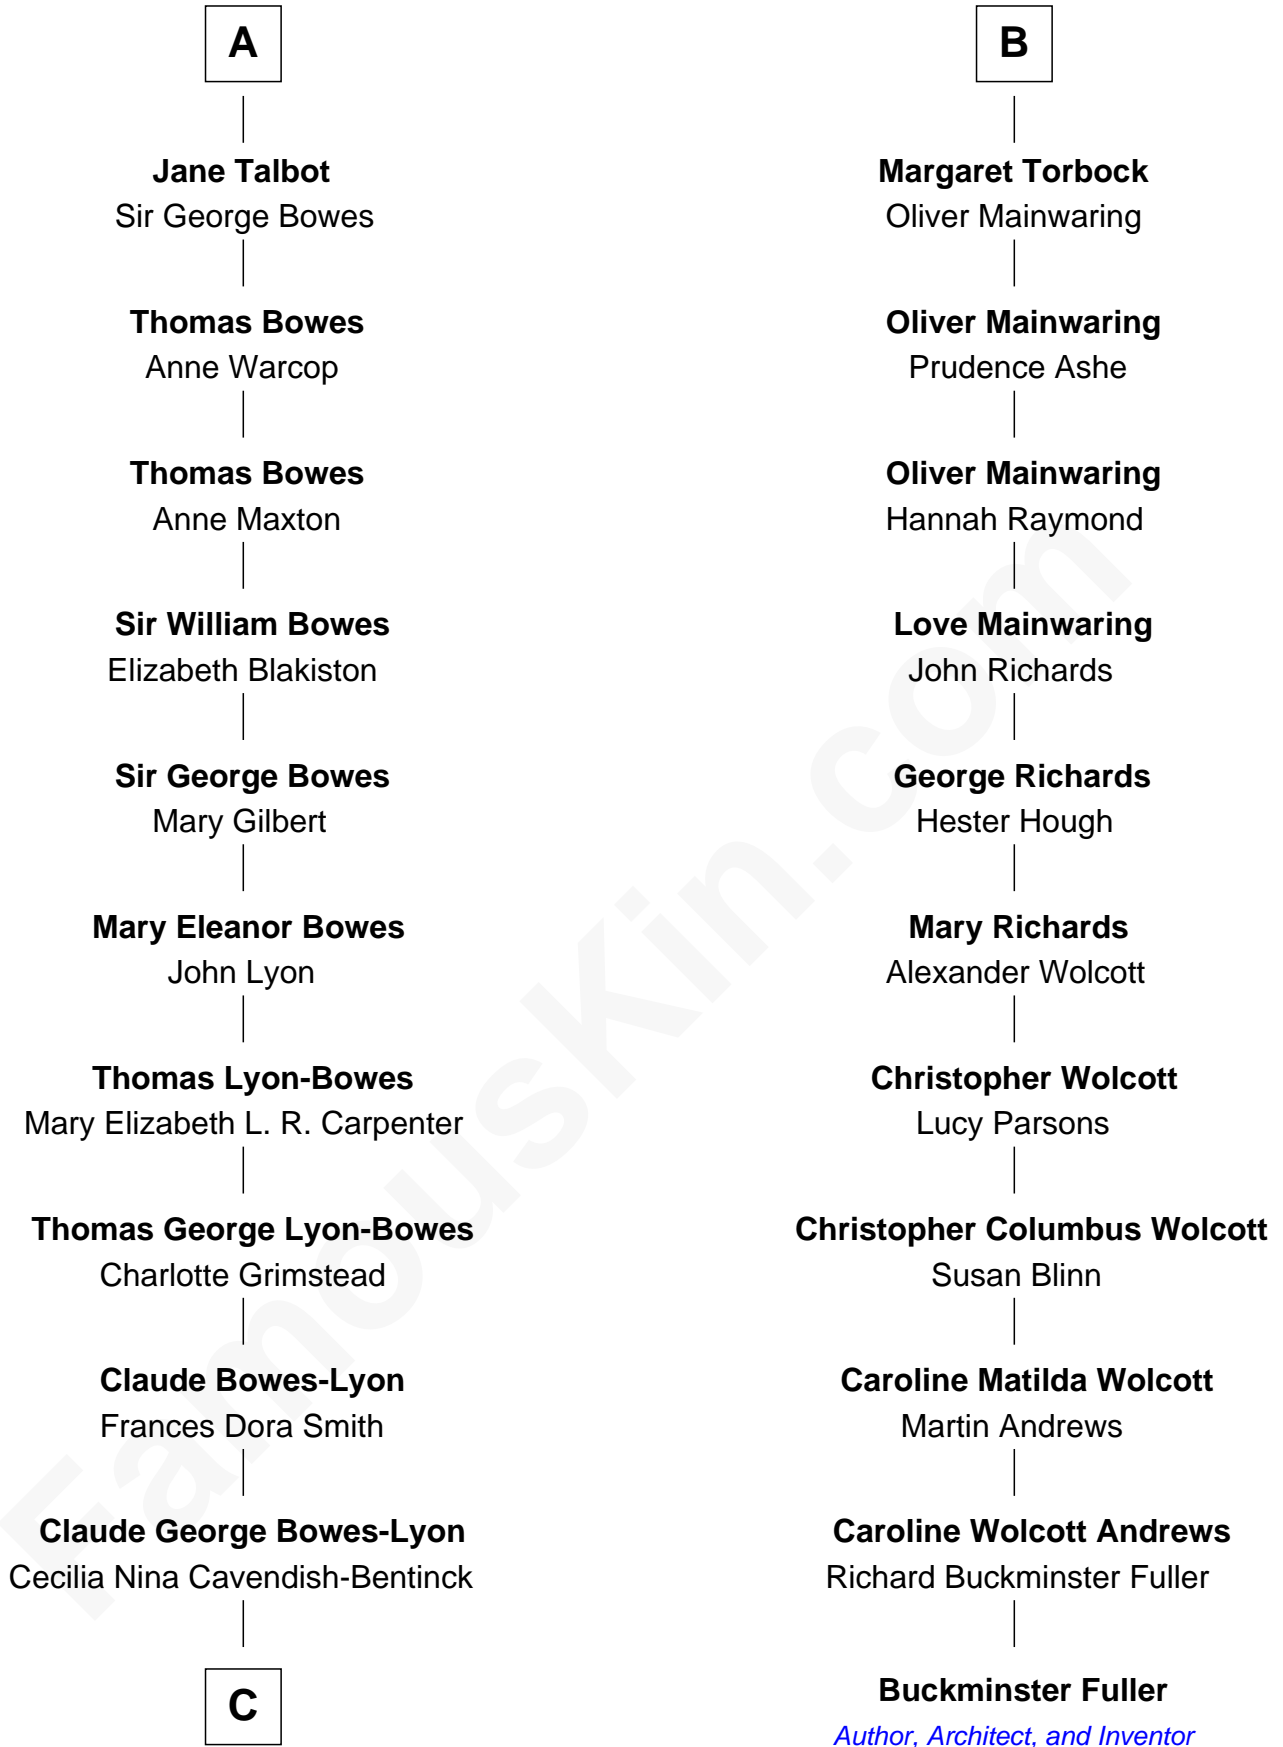 A
Jane Talbot
Sir George Bowes
Thomas Bowes
Anne Warcop
Thomas Bowes
Anne Maxton
Sir William Bowes
Elizabeth Blakiston
Sir George Bowes
Mary Gilbert
Mary Eleanor Bowes
John Lyon
Thomas Lyon-Bowes
Mary Elizabeth L. R. Carpenter
Thomas George Lyon-Bowes
Charlotte Grimstead
Claude Bowes-Lyon
Frances Dora Smith
Claude George Bowes-Lyon
Cecilia Nina Cavendish-Bentinck
C
B
Margaret Torbock
Oliver Mainwaring
Oliver Mainwaring
Prudence Ashe
Oliver Mainwaring
Hannah Raymond
Love Mainwaring
John Richards
George Richards
Hester Hough
Mary Richards
Alexander Wolcott
Christopher Wolcott
Lucy Parsons
Christopher Columbus Wolcott
Susan Blinn
Caroline Matilda Wolcott
Martin Andrews
Caroline Wolcott Andrews
Richard Buckminster Fuller
Buckminster Fuller
Author, Architect, and Inventor
FamousKin.com